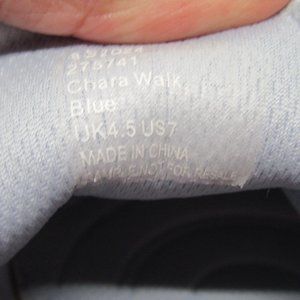 275741
Chara Walk,
Blue
UK4.5 US7
MADE IN CHINA
SAMPLE NOT FOR RESALE